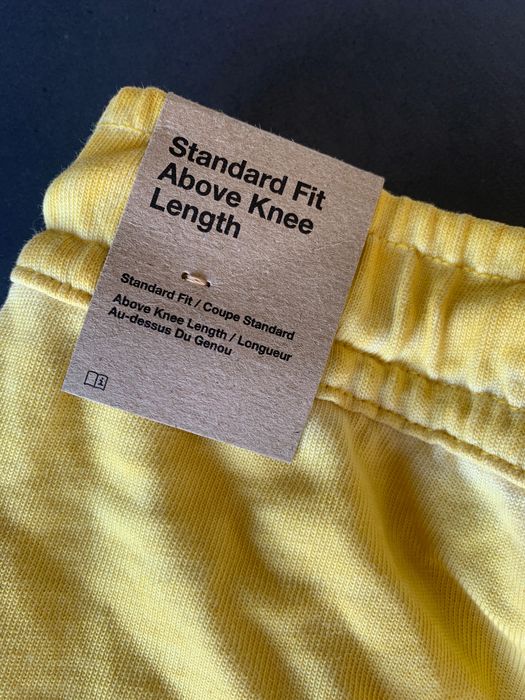 Standard Fit
Above Knee
Length
Standard Fit / Coupe Standard
Above Knee Length / Longueur
Au-dessus Du Genou